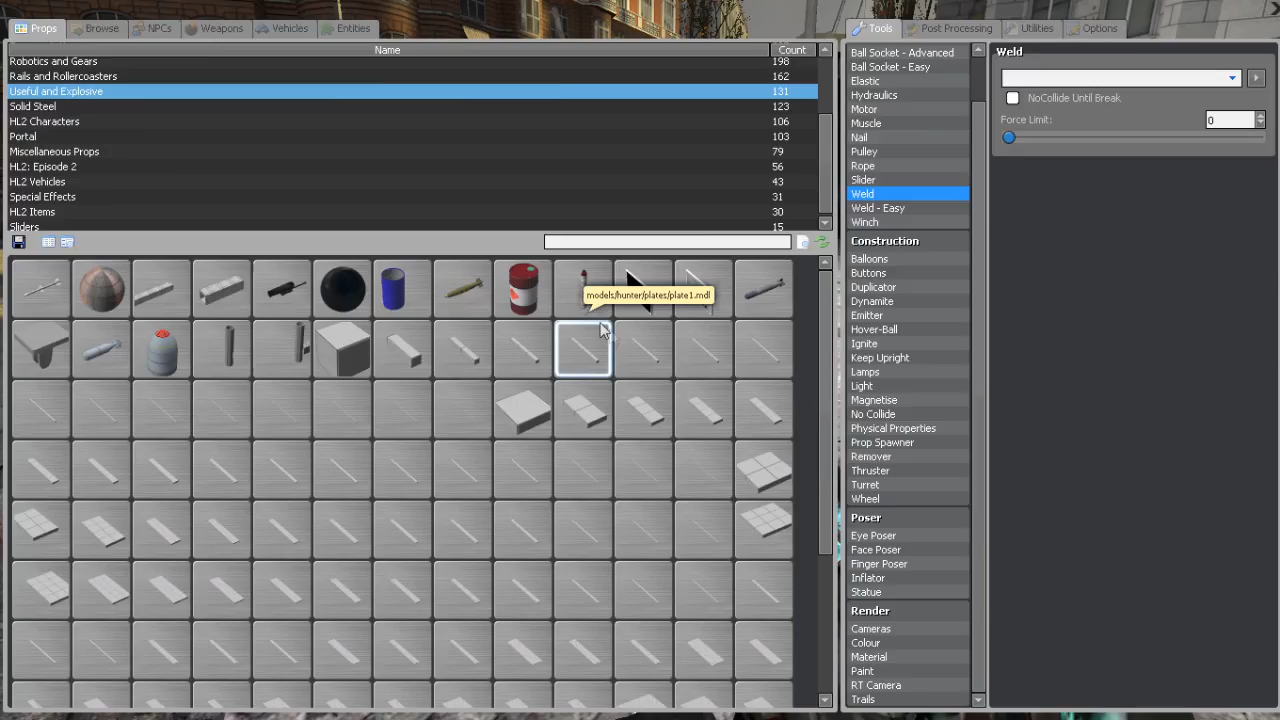 Props
Browse
NPCs
Weapons
Vehicles
Entities
Name
Count
Robotics and Gears
198
Rails and Rollercoasters
162
Useful and Explosive
131
Solid Steel
123
HL2 Characters
106
Portal
103
Miscellaneous Props
79
HL2: Episode 2
56
HL2 Vehicles
43
Special Effects
31
HL2 Items
30
Sliders
15
models/hunter/plates/plate1.mdl
Tools
Post Processing
Utilities
Options
Ball Socket - Advanced
Ball Socket - Easy
Elastic
Hydraulics
Motor
Muscle
Nail
Pulley
Rope
Slider
Weld
Weld - Easy
Winch
Construction
Balloons
Buttons
Duplicator
Dynamite
Emitter
Hover-Ball
Ignite
Keep Upright
Lamps
Light
Magnetise
No Collide
Physical Properties
Prop Spawner
Remover
Thruster
Turret
Wheel
Poser
Eye Poser
Face Poser
Finger Poser
Inflator
Statue
Render
Cameras
Colour
Material
Paint
RT Camera
Trails
Weld
NoCollide Until Break
Force Limit:
0